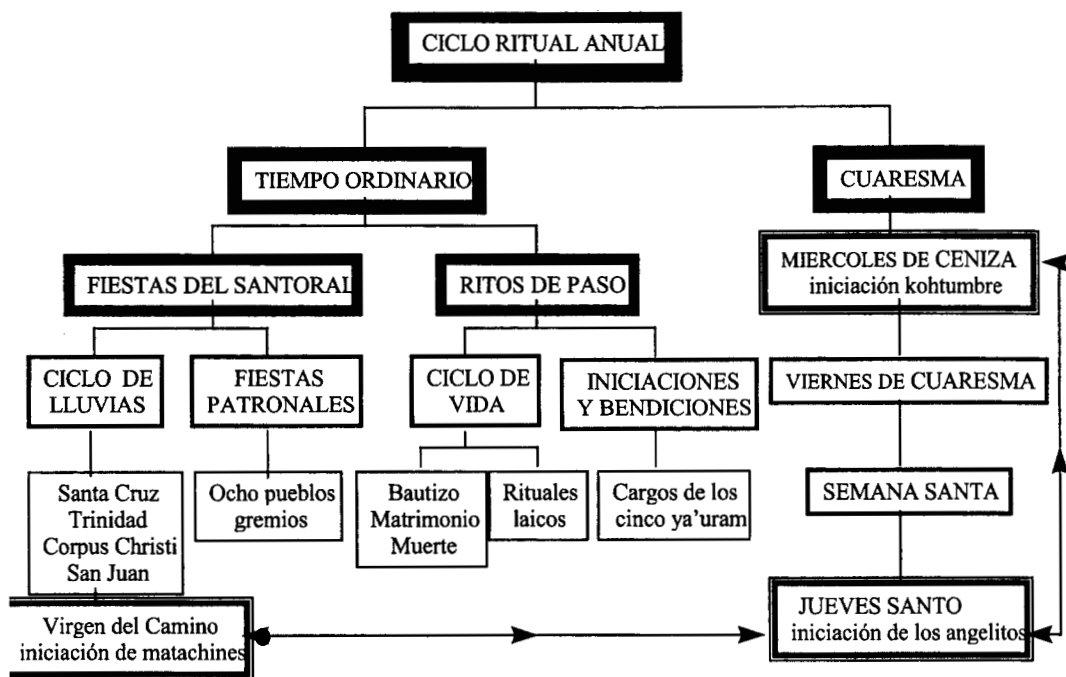 CICLO RITUAL ANUAL
TIEMPO ORDINARIO
CUARESMA
FIESTAS DEL SANTORAL
RITOS DE PASO
MIERCOLES DE CENIZA
iniciación kohtumbre
CICLO DE
LLUVIAS
FIESTAS
PATRONALES
CICLO DE
VIDA
INICIACIONES
Y BENDICIONES
VIERNES DE CUARESMA
Santa Cruz
Trinidad
Corpus Christi
San Juan
Ocho pueblos
gremios
Bautizo
Matrimonio
Muerte
Rituales
laicos
Cargos de los
cinco ya'uram
SEMANA SANTA
Virgen del Camino
iniciación de matachines
JUEVES SANTO
iniciación de los angelitos